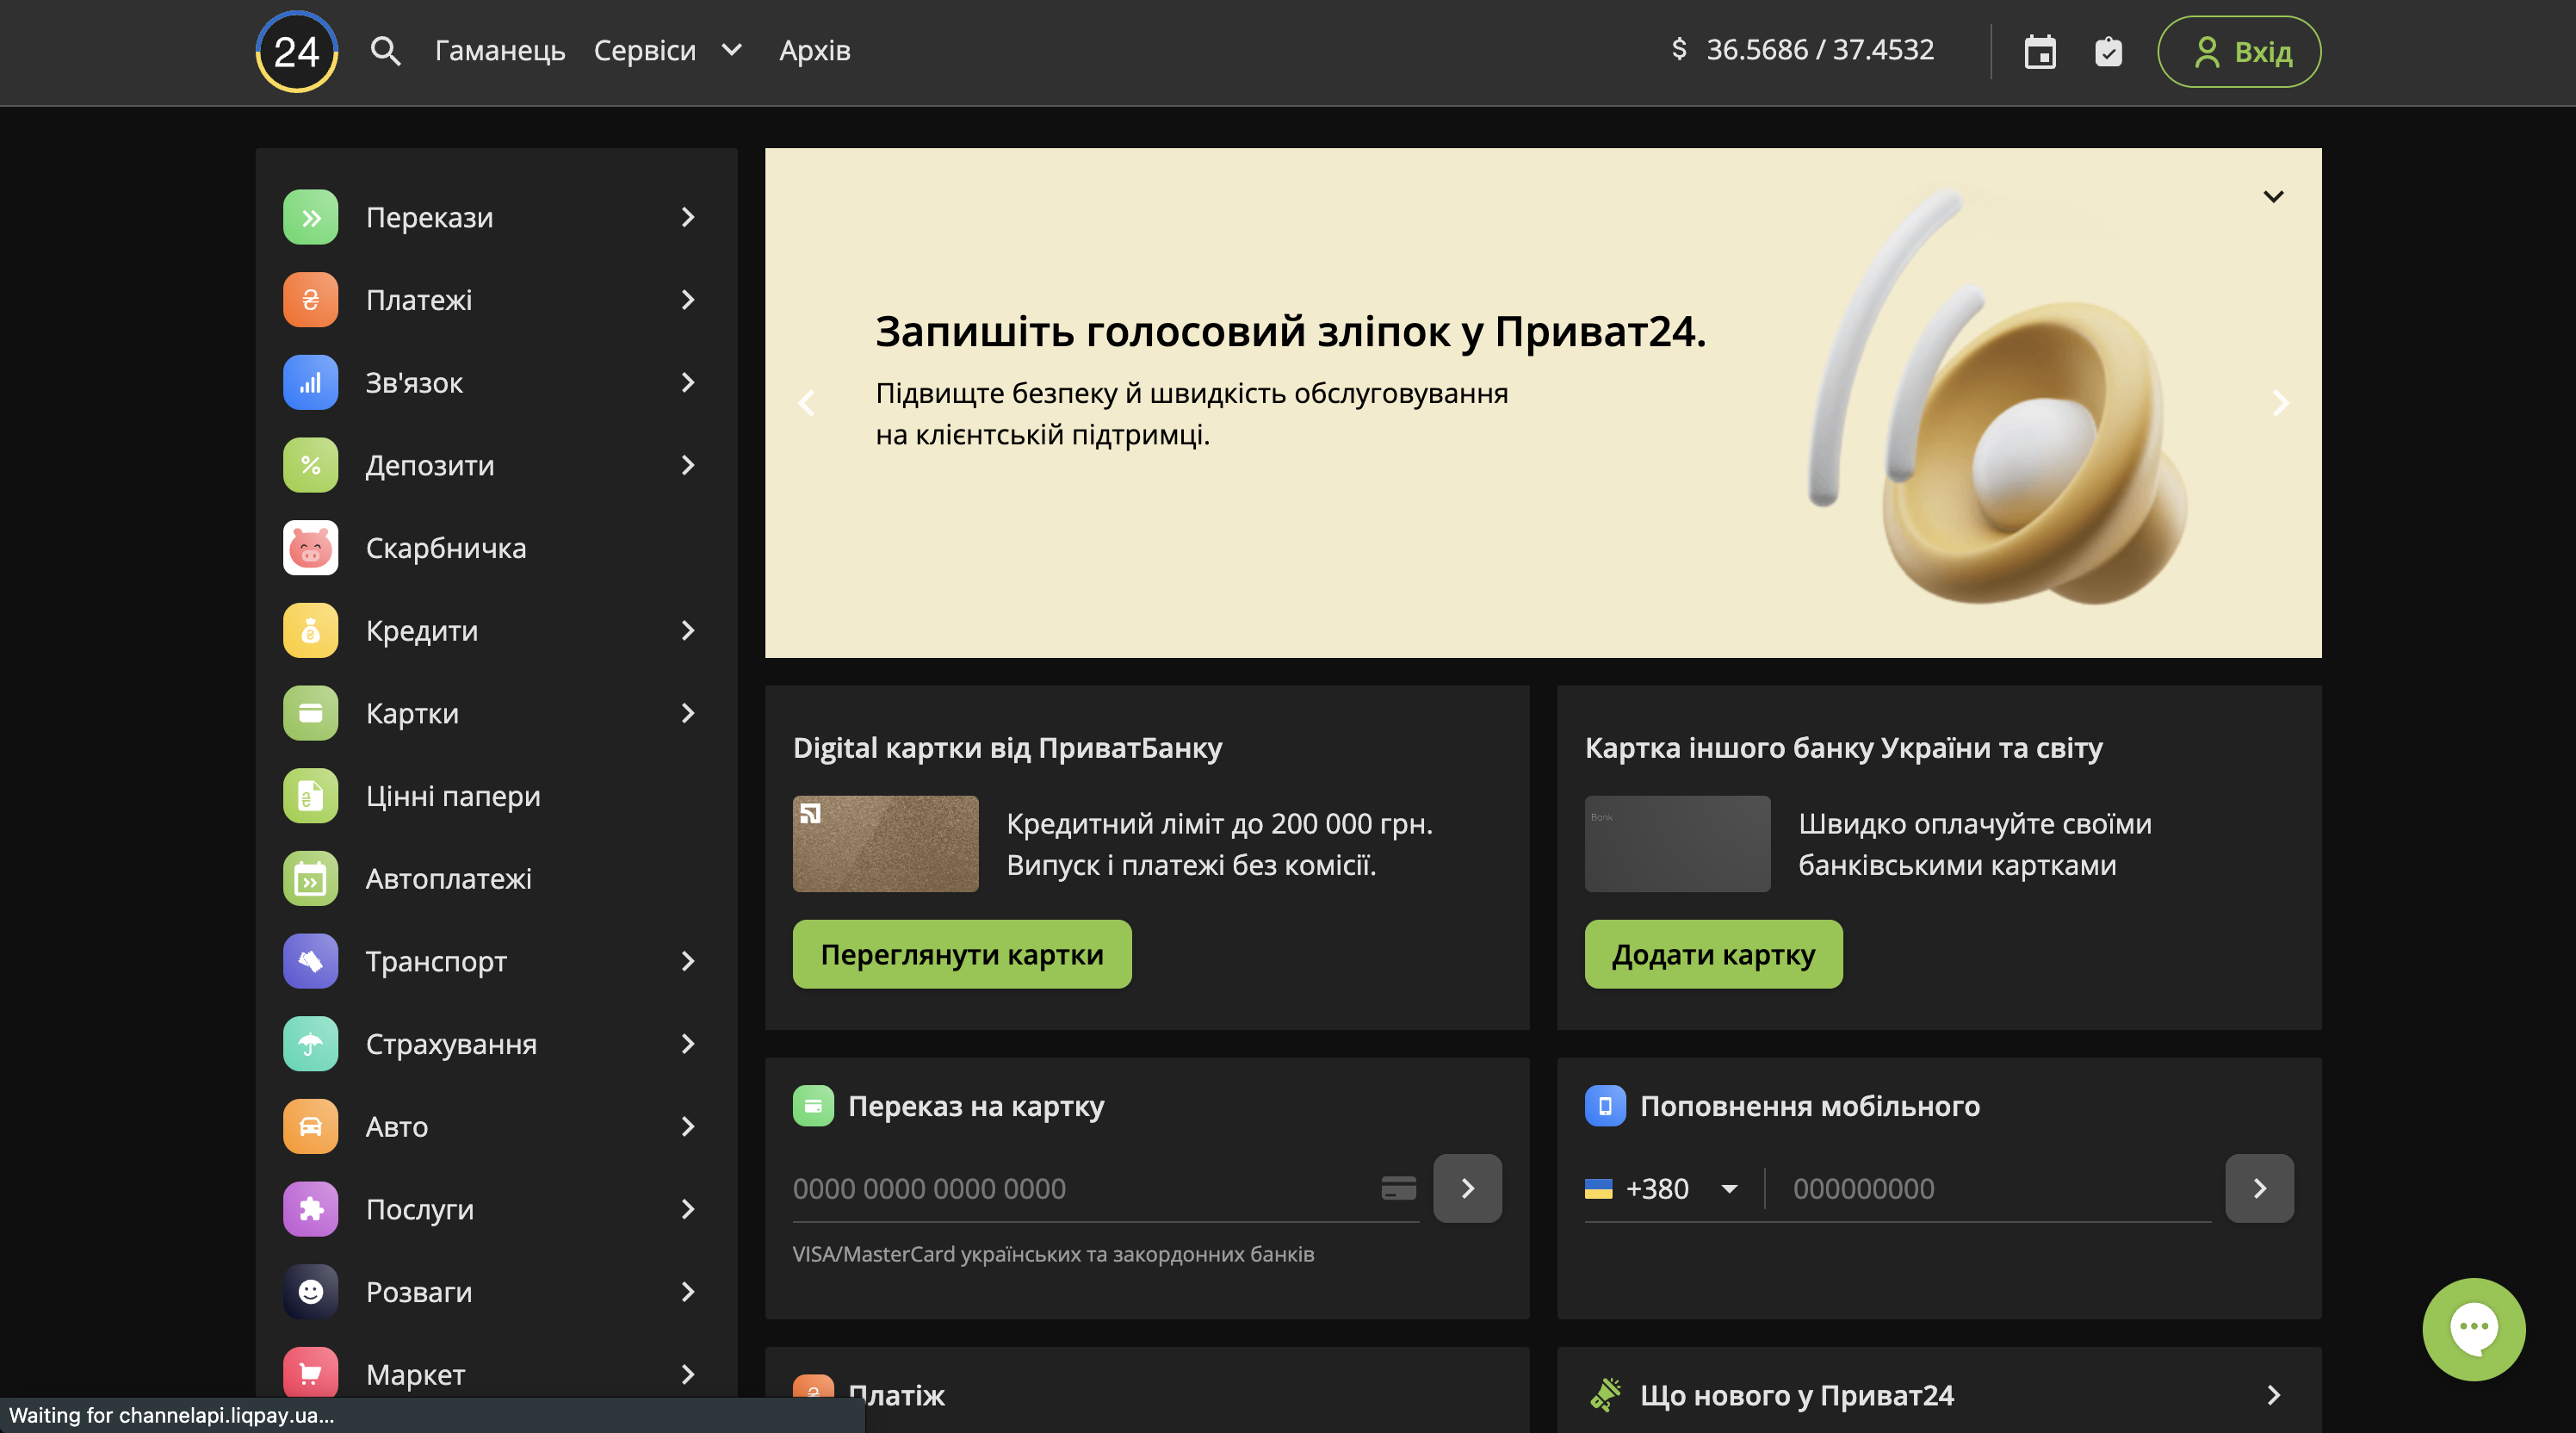 24 Гаманець Сервіси Архів $ 36.5686 / 37.4532 Вхід
Перекази
Платежі
Зв'язок
Депозити
Скарбничка
Кредити
Картки
Цінні папери
Автоплатежі
Транспорт
Страхування
Авто
Послуги
Розваги
Маркет
Запишіть голосовий зліпок у Приват24.
Підвищте безпеку й швидкість обслуговування
на клієнтській підтримці.
Digital картки від ПриватБанку
Кредитний ліміт до 200 000 грн.
Випуск і платежі без комісії.
Переглянути картки
Картка іншого банку України та світу
Bank
Швидко оплачуйте своїми
банківськими картками
Додати картку
Переказ на картку
0000 0000 0000 0000
VISA/MasterCard українських та закордонних банків
Поповнення мобільного
+380 000000000
Платіж
Що нового у Приват24
Waiting for channelapi.liqpay.ua...